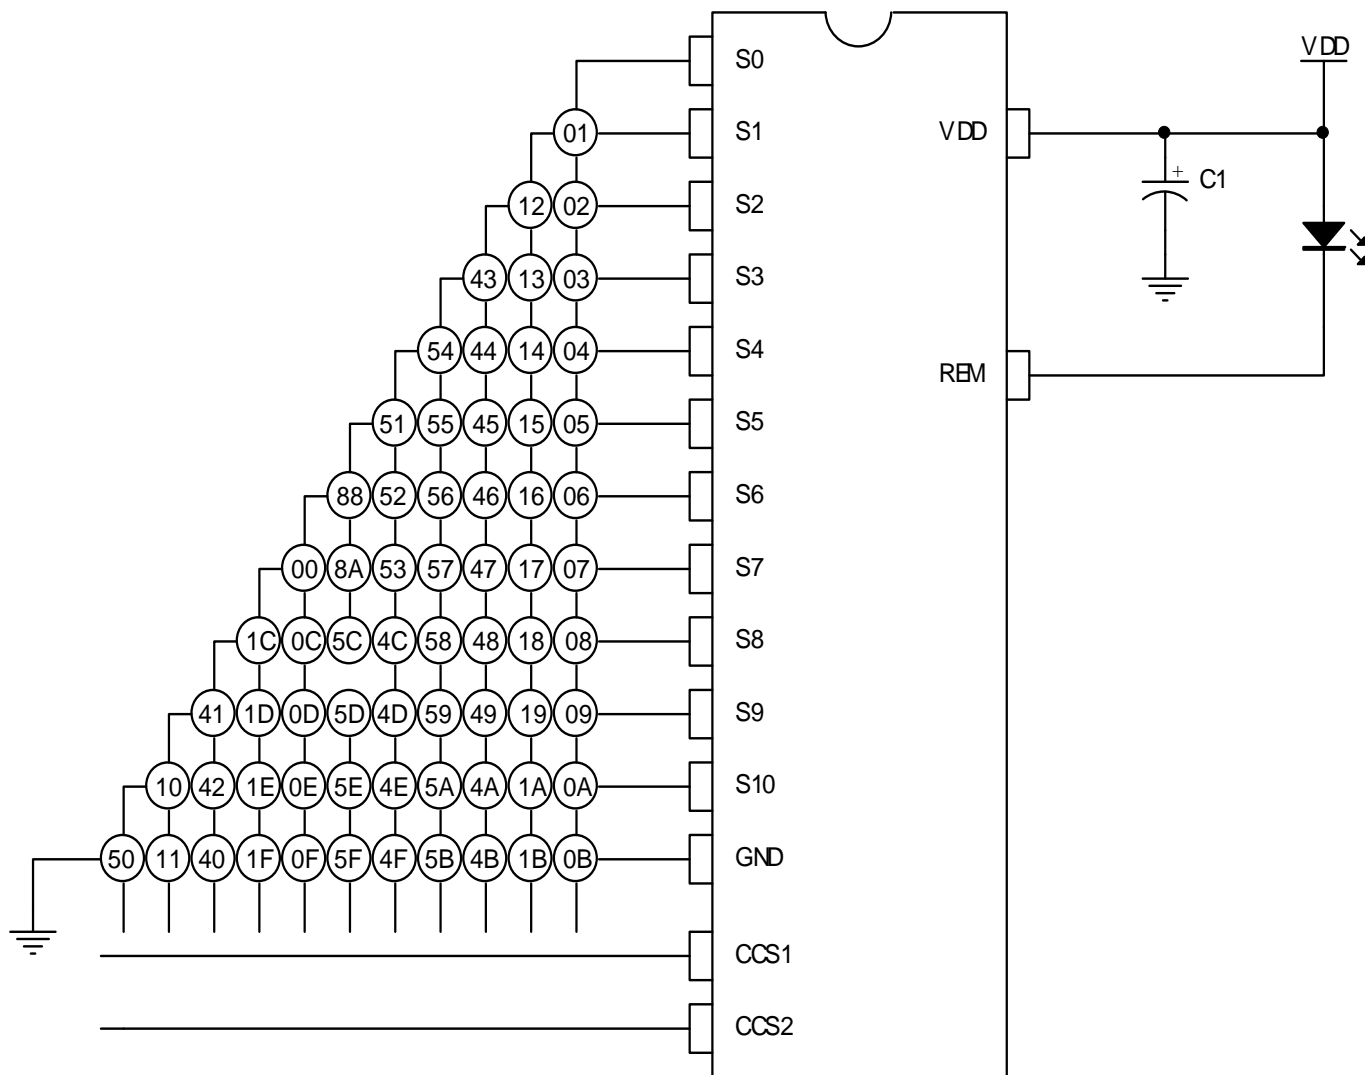 S0
VDD
01 S1 VDD
12 02 S2
+ C1
43 13 03 S3
54 44 14 04 S4
REM
51 55 45 15 05 S5
88 52 56 46 16 06 S6
00 8A 53 57 47 17 07 S7
1C 0C 5C 4C 58 48 18 08 S8
41 1D 0D 5D 4D 59 49 19 09 S9
10 42 1E 0E 5E 4E 5A 4A 1A 0A S10
50 11 40 1F 0F 5F 4F 5B 4B 1B 0B GND
CCS1
CCS2